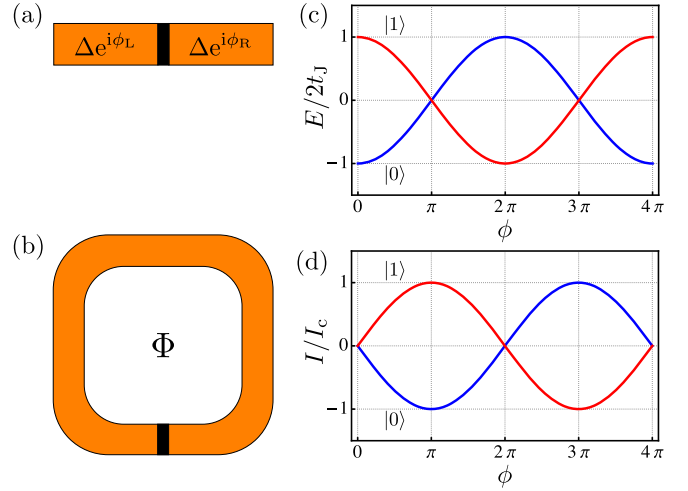 (a)
Δe^{iϕ_L} Δe^{iϕ_R}
(b)
Φ
(c)
|1⟩
|0⟩
E/2t_J
1
0
−1
0 π 2π 3π 4π
ϕ
(d)
|1⟩
|0⟩
I/I_c
1
0
−1
0 π 2π 3π 4π
ϕ